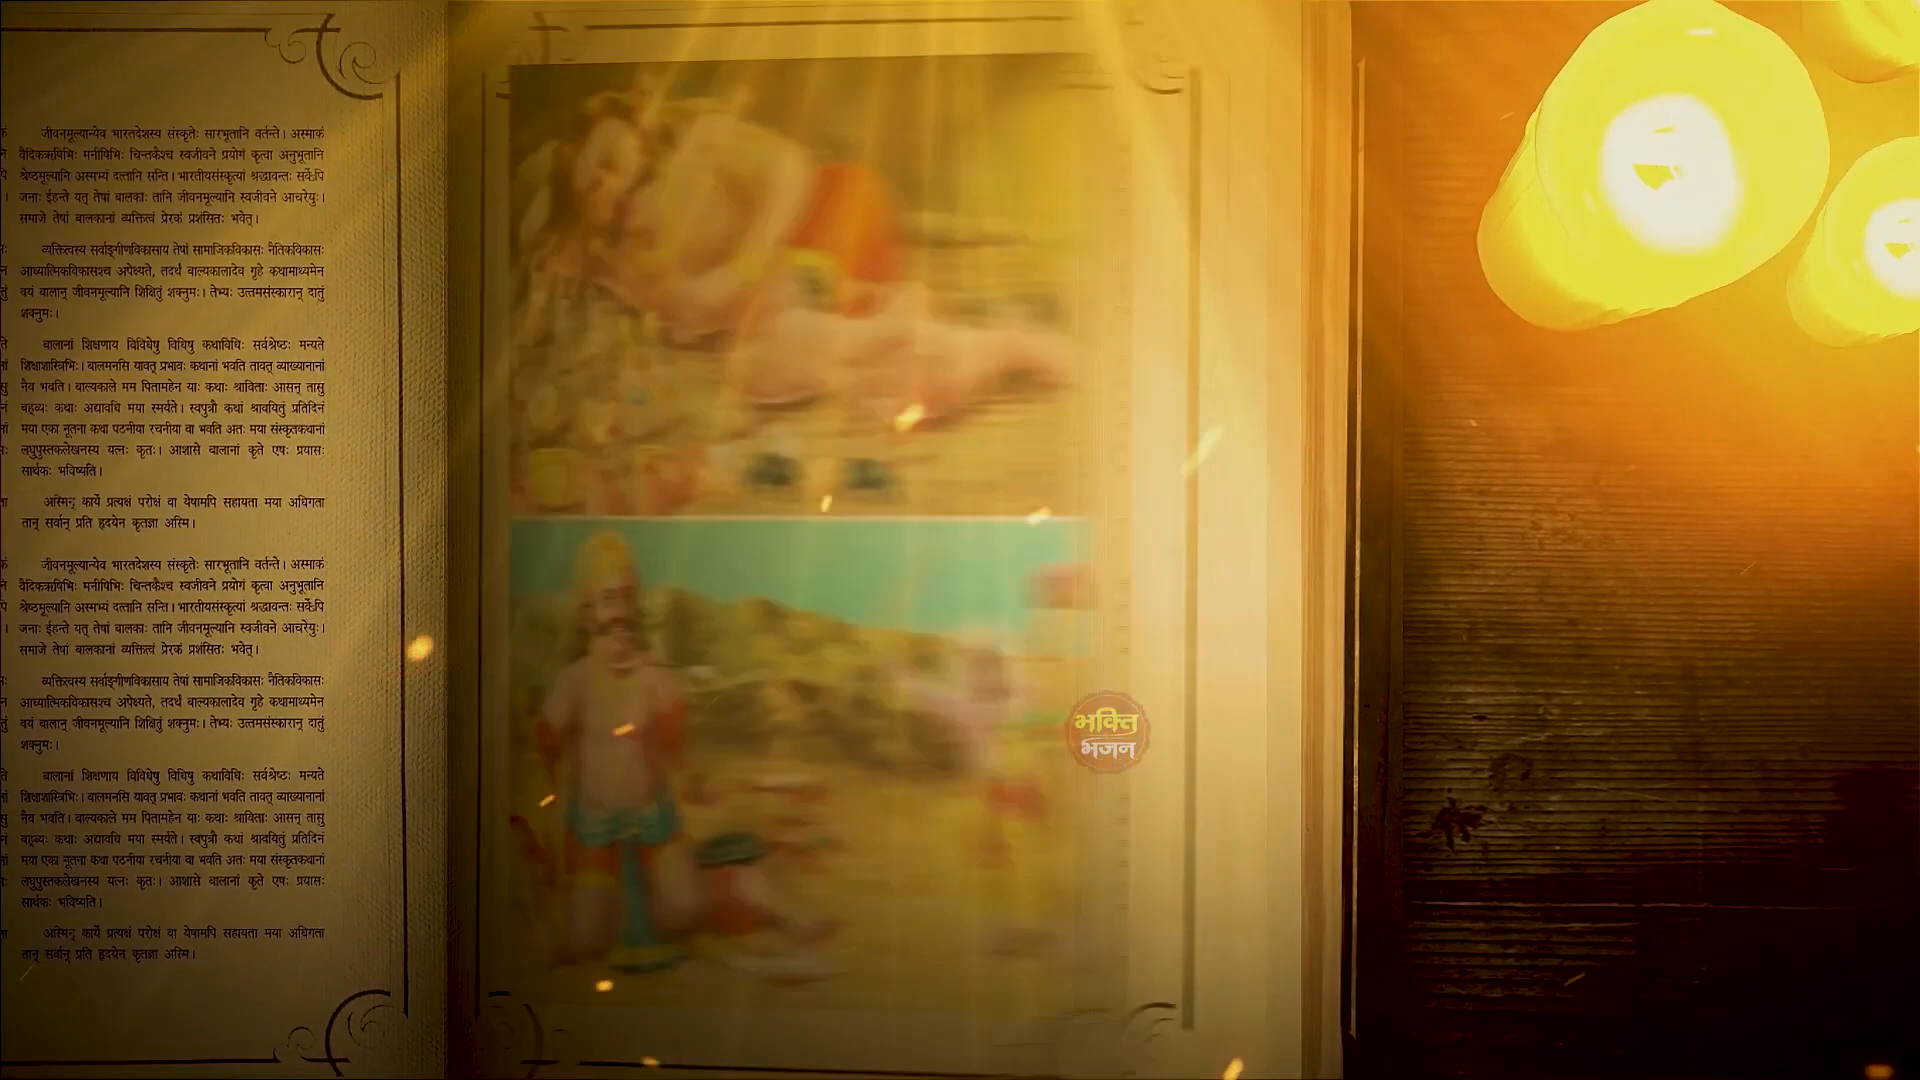 जीवनमूल्यान्येव भारतदेशस्य संस्कृतेः सारभूतानि वर्तन्ते। अस्माकं
वैदिकऋषिभिः मनीषिभिः चिन्तकैश्च स्वजीवने प्रयोगं कृत्वा अनुभूतानि
श्रेष्ठमूल्यानि अस्मभ्यं दत्तानि सन्ति। भारतीयसंस्कृत्यां श्रद्धावन्तः सर्वेऽपि
जनाः ईहन्ते यत् तेषां बालकाः तानि जीवनमूल्यानि स्वजीवने आचरेयुः।
समाजे तेषां बालकानां व्यक्तित्वं प्रेरकं प्रशंसितः भवेत्।
व्यक्तित्वस्य सर्वाङ्गीणविकासाय तेषां सामाजिकविकासः नैतिकविकासः
आध्यात्मिकविकासश्च अपेक्ष्यते, तदर्थं बाल्यकालादेव गृहे कथामाध्यमेन
वयं बालान् जीवनमूल्यानि शिक्षितुं शक्नुमः। तेभ्यः उत्तमसंस्कारान् दातुं
शक्नुमः।
बालानां शिक्षणाय विविधेषु विधिषु कथाविधिः सर्वश्रेष्ठः मन्यते
शिक्षाशास्त्रिभिः। बालमनसि यावत् प्रभावः कथानां भवति तावत् व्याख्यानानां
नैव भवति। बाल्यकाले मम पितामहेन याः कथाः श्राविताः आसन् तासु
बहव्यः कथाः अद्यावधि मया स्मर्यते। स्वपुत्रौ कथां श्रावयितुं प्रतिदिनं
मया एका नूतना कथा पठनीया रचनीया वा भवति अतः मया संस्कृतकथानां
लघुपुस्तकलेखनस्य यत्नः कृतः। आशासे बालानां कृते एषः प्रयासः
सार्थकः भविष्यति।
अस्मिन् कार्ये प्रत्यक्षं परोक्षं वा येषामपि सहायता मया अधिगता
तान् सर्वान् प्रति हृदयेन कृतज्ञा अस्मि।
जीवनमूल्यान्येव भारतदेशस्य संस्कृतेः सारभूतानि वर्तन्ते। अस्माकं
वैदिकऋषिभिः मनीषिभिः चिन्तकैश्च स्वजीवने प्रयोगं कृत्वा अनुभूतानि
श्रेष्ठमूल्यानि अस्मभ्यं दत्तानि सन्ति। भारतीयसंस्कृत्यां श्रद्धावन्तः सर्वेऽपि
जनाः ईहन्ते यत् तेषां बालकाः तानि जीवनमूल्यानि स्वजीवने आचरेयुः।
समाजे तेषां बालकानां व्यक्तित्वं प्रेरकं प्रशंसितः भवेत्।
व्यक्तित्वस्य सर्वाङ्गीणविकासाय तेषां सामाजिकविकासः नैतिकविकासः
आध्यात्मिकविकासश्च अपेक्ष्यते, तदर्थं बाल्यकालादेव गृहे कथामाध्यमेन
वयं बालान् जीवनमूल्यानि शिक्षितुं शक्नुमः। तेभ्यः उत्तमसंस्कारान् दातुं
शक्नुमः।
बालानां शिक्षणाय विविधेषु विधिषु कथाविधिः सर्वश्रेष्ठः मन्यते
शिक्षाशास्त्रिभिः। बालमनसि यावत् प्रभावः कथानां भवति तावत् व्याख्यानानां
नैव भवति। बाल्यकाले मम पितामहेन याः कथाः श्राविताः आसन् तासु
बहव्यः कथाः अद्यावधि मया स्मर्यते। स्वपुत्रौ कथां श्रावयितुं प्रतिदिनं
मया एका नूतना कथा पठनीया रचनीया वा भवति अतः मया संस्कृतकथानां
लघुपुस्तकलेखनस्य यत्नः कृतः। आशासे बालानां कृते एषः प्रयासः
सार्थकः भविष्यति।
अस्मिन् कार्ये प्रत्यक्षं परोक्षं वा येषामपि सहायता मया अधिगता
तान् सर्वान् प्रति हृदयेन कृतज्ञा अस्मि।
भक्ति
भजन